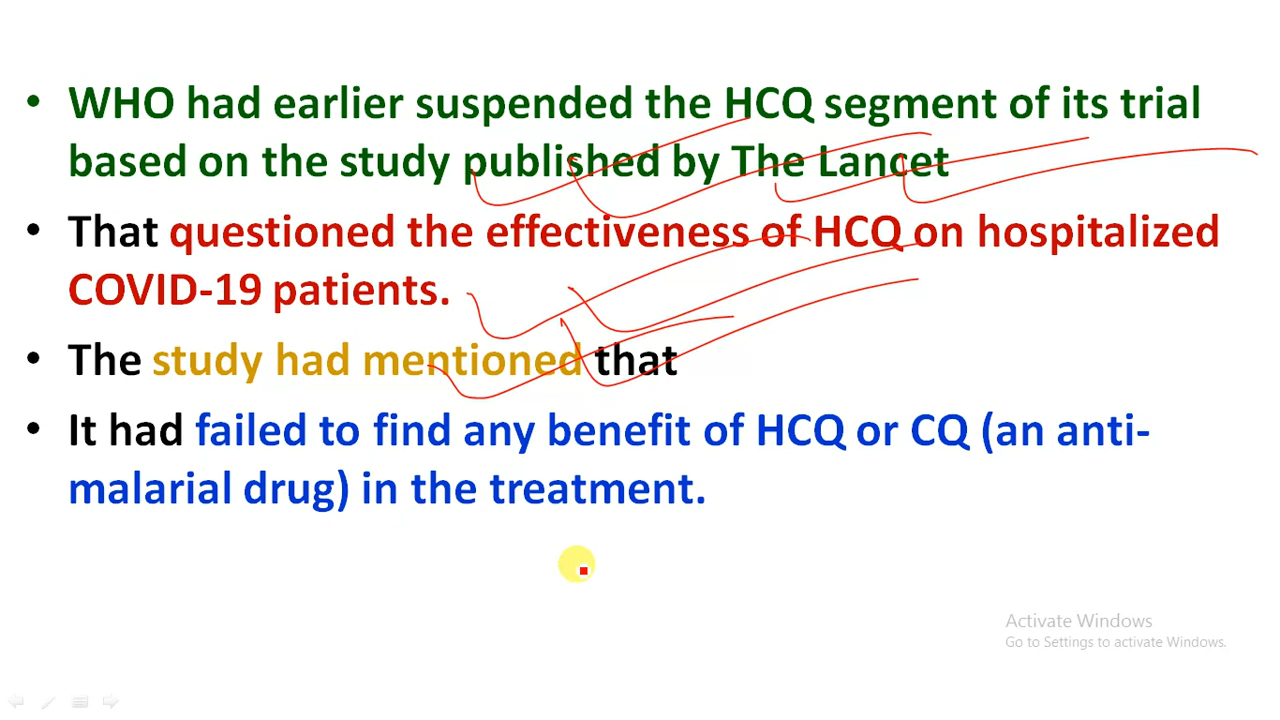 • WHO had earlier suspended the HCQ segment of its trial
based on the study published by The Lancet
• That questioned the effectiveness of HCQ on hospitalized
COVID-19 patients.
• The study had mentioned that
• It had failed to find any benefit of HCQ or CQ (an anti-
malarial drug) in the treatment.
Activate Windows
Go to Settings to activate Windows.